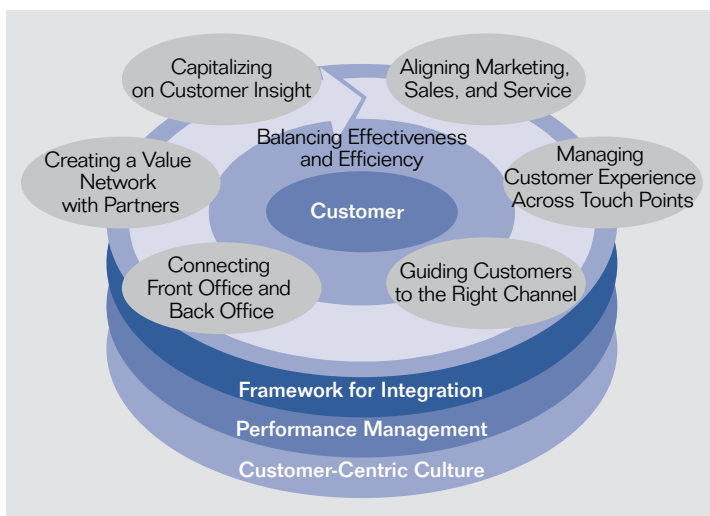 Capitalizing
on Customer Insight
Aligning Marketing,
Sales, and Service
Balancing Effectiveness
and Efficiency
Creating a Value
Network
with Partners
Managing
Customer Experience
Across Touch Points
Customer
Connecting
Front Office and
Back Office
Guiding Customers
to the Right Channel
Framework for Integration
Performance Management
Customer-Centric Culture